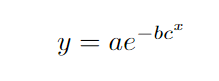 y = ae^{-bc^{x}}